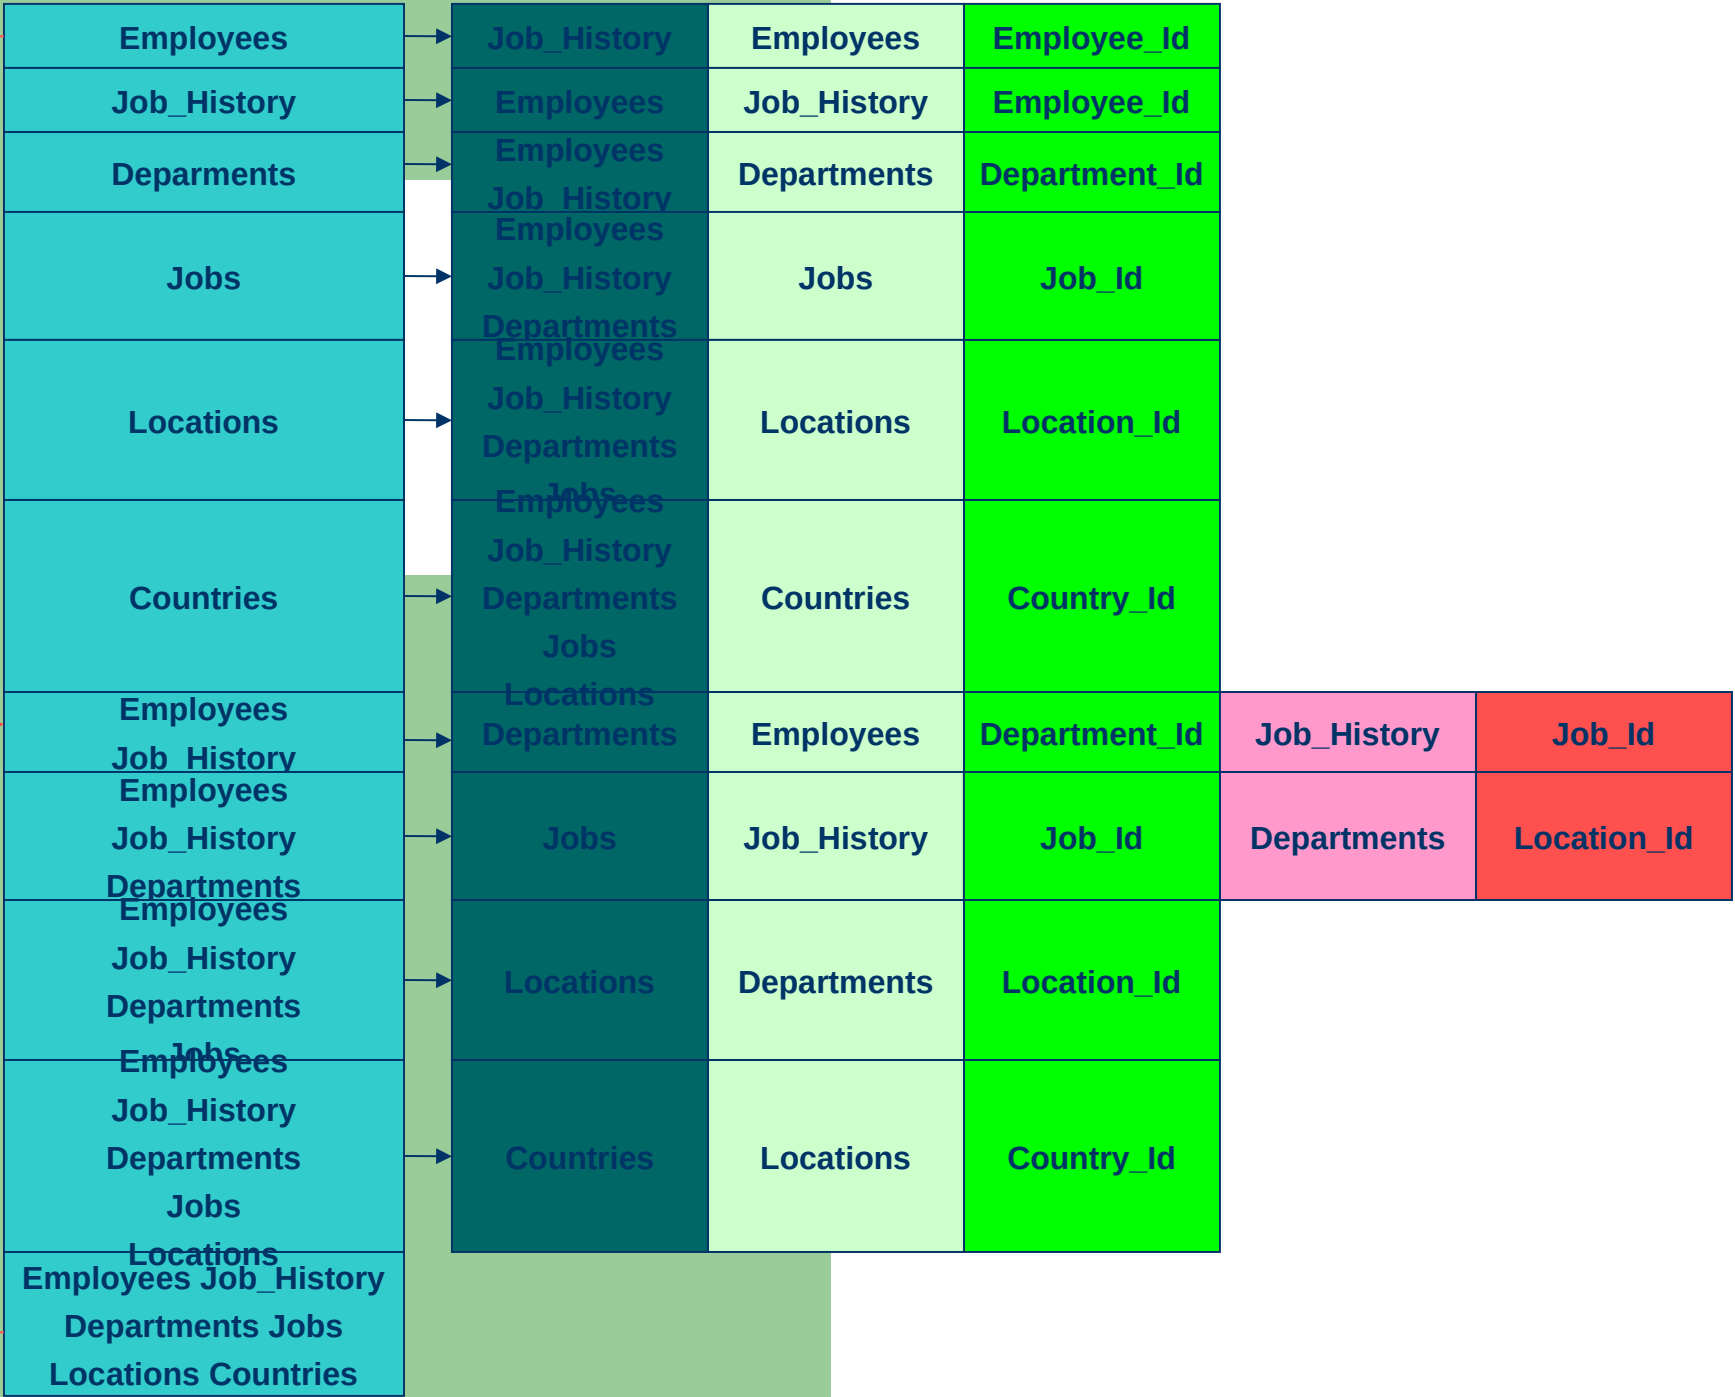 Employees
Job_History
Employees
Employee_Id
Job_History
Employees
Job_History
Employee_Id
Deparments
Employees
Job_History
Departments
Department_Id
Jobs
Employees
Job_History
Departments
Jobs
Job_Id
Locations
Employees
Job_History
Departments
Jobs
Locations
Location_Id
Countries
Employees
Job_History
Departments
Jobs
Locations
Countries
Country_Id
Employees
Job_History
Departments
Employees
Department_Id
Job_History
Job_Id
Employees
Job_History
Departments
Jobs
Job_History
Job_Id
Departments
Location_Id
Employees
Job_History
Departments
Jobs
Locations
Departments
Location_Id
Employees
Job_History
Departments
Jobs
Locations
Countries
Locations
Country_Id
Employees Job_History
Departments Jobs
Locations Countries